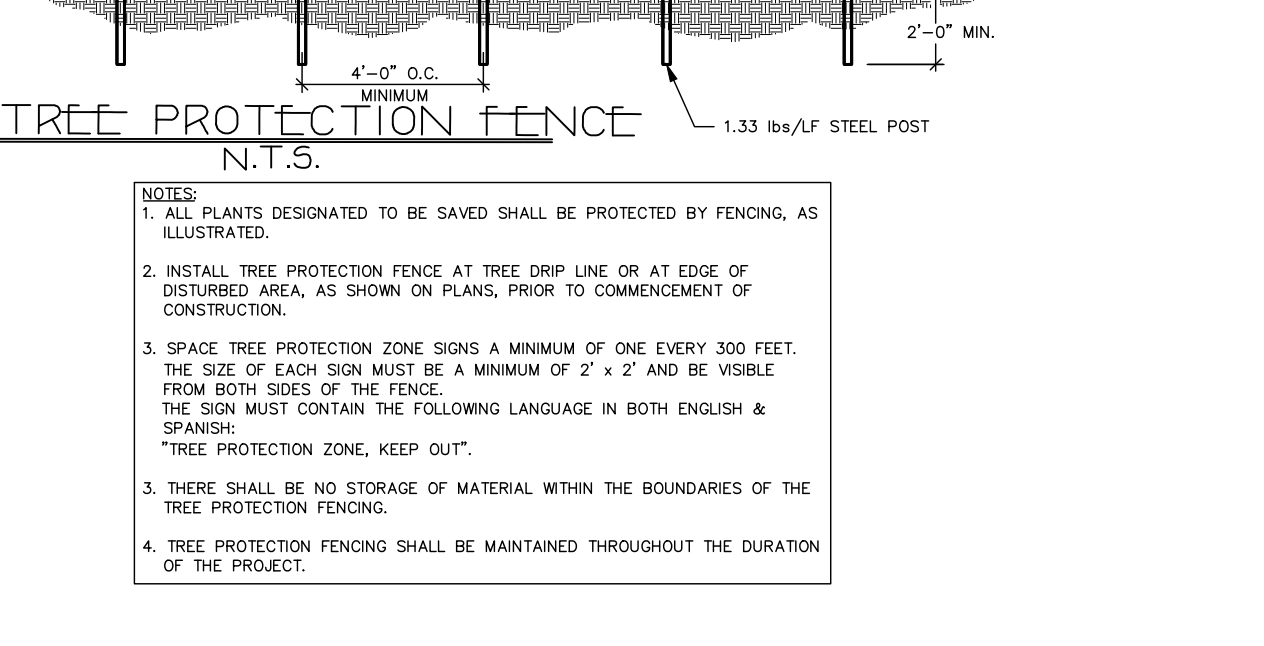 2'-0" MIN.
4'-0" O.C.
MINIMUM
TREE PROTECTION FENCE
1.33 lbs/LF STEEL POST
N.T.S.
NOTES:
1. ALL PLANTS DESIGNATED TO BE SAVED SHALL BE PROTECTED BY FENCING, AS
ILLUSTRATED.
2. INSTALL TREE PROTECTION FENCE AT TREE DRIP LINE OR AT EDGE OF
DISTURBED AREA, AS SHOWN ON PLANS, PRIOR TO COMMENCEMENT OF
CONSTRUCTION.
3. SPACE TREE PROTECTION ZONE SIGNS A MINIMUM OF ONE EVERY 300 FEET.
THE SIZE OF EACH SIGN MUST BE A MINIMUM OF 2' x 2' AND BE VISIBLE
FROM BOTH SIDES OF THE FENCE.
THE SIGN MUST CONTAIN THE FOLLOWING LANGUAGE IN BOTH ENGLISH &
SPANISH:
"TREE PROTECTION ZONE, KEEP OUT".
3. THERE SHALL BE NO STORAGE OF MATERIAL WITHIN THE BOUNDARIES OF THE
TREE PROTECTION FENCING.
4. TREE PROTECTION FENCING SHALL BE MAINTAINED THROUGHOUT THE DURATION
OF THE PROJECT.